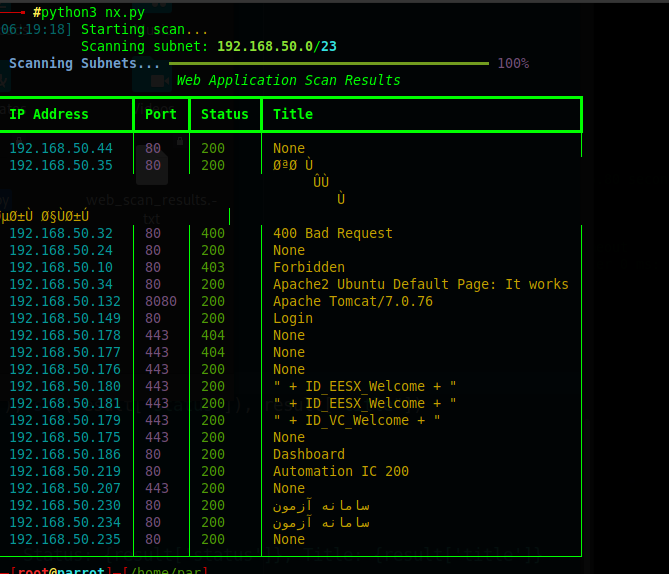 #python3 nx.py
06:19:18] Starting scan...
Scanning subnet: 192.168.50.0/23
Scanning Subnets... 100%
Web Application Scan Results
IP Address Port Status Title
192.168.50.44 80 200 None
192.168.50.35 80 200 ØªØ Ù
ÛÙ
Ù
µØ±Ù Ø§ÙØ±Ú
192.168.50.32 80 400 400 Bad Request
192.168.50.24 80 200 None
192.168.50.10 80 403 Forbidden
192.168.50.34 80 200 Apache2 Ubuntu Default Page: It works
192.168.50.132 8080 200 Apache Tomcat/7.0.76
192.168.50.149 80 200 Login
192.168.50.178 443 404 None
192.168.50.177 443 404 None
192.168.50.176 443 200 None
192.168.50.180 443 200 " + ID_EESX_Welcome + "
192.168.50.181 443 200 " + ID_EESX_Welcome + "
192.168.50.179 443 200 " + ID_VC_Welcome + "
192.168.50.175 443 200 None
192.168.50.186 80 200 Dashboard
192.168.50.219 80 200 Automation IC 200
192.168.50.207 443 200 None
192.168.50.230 80 200 سامانه آزمون
192.168.50.234 80 200 سامانه آزمون
192.168.50.235 80 200 None
[root@parrot]-[/home/par]